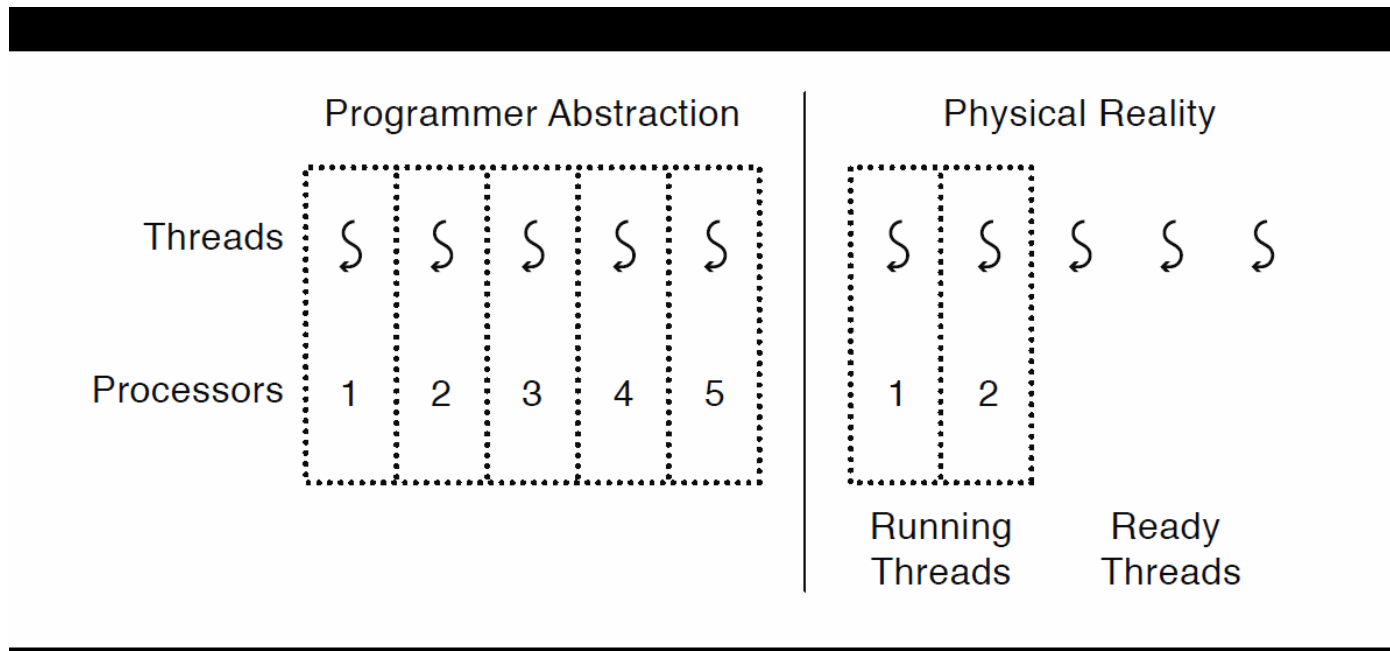 Programmer Abstraction
Physical Reality
Threads
Processors
1 2 3 4 5
1 2
Running
Threads
Ready
Threads